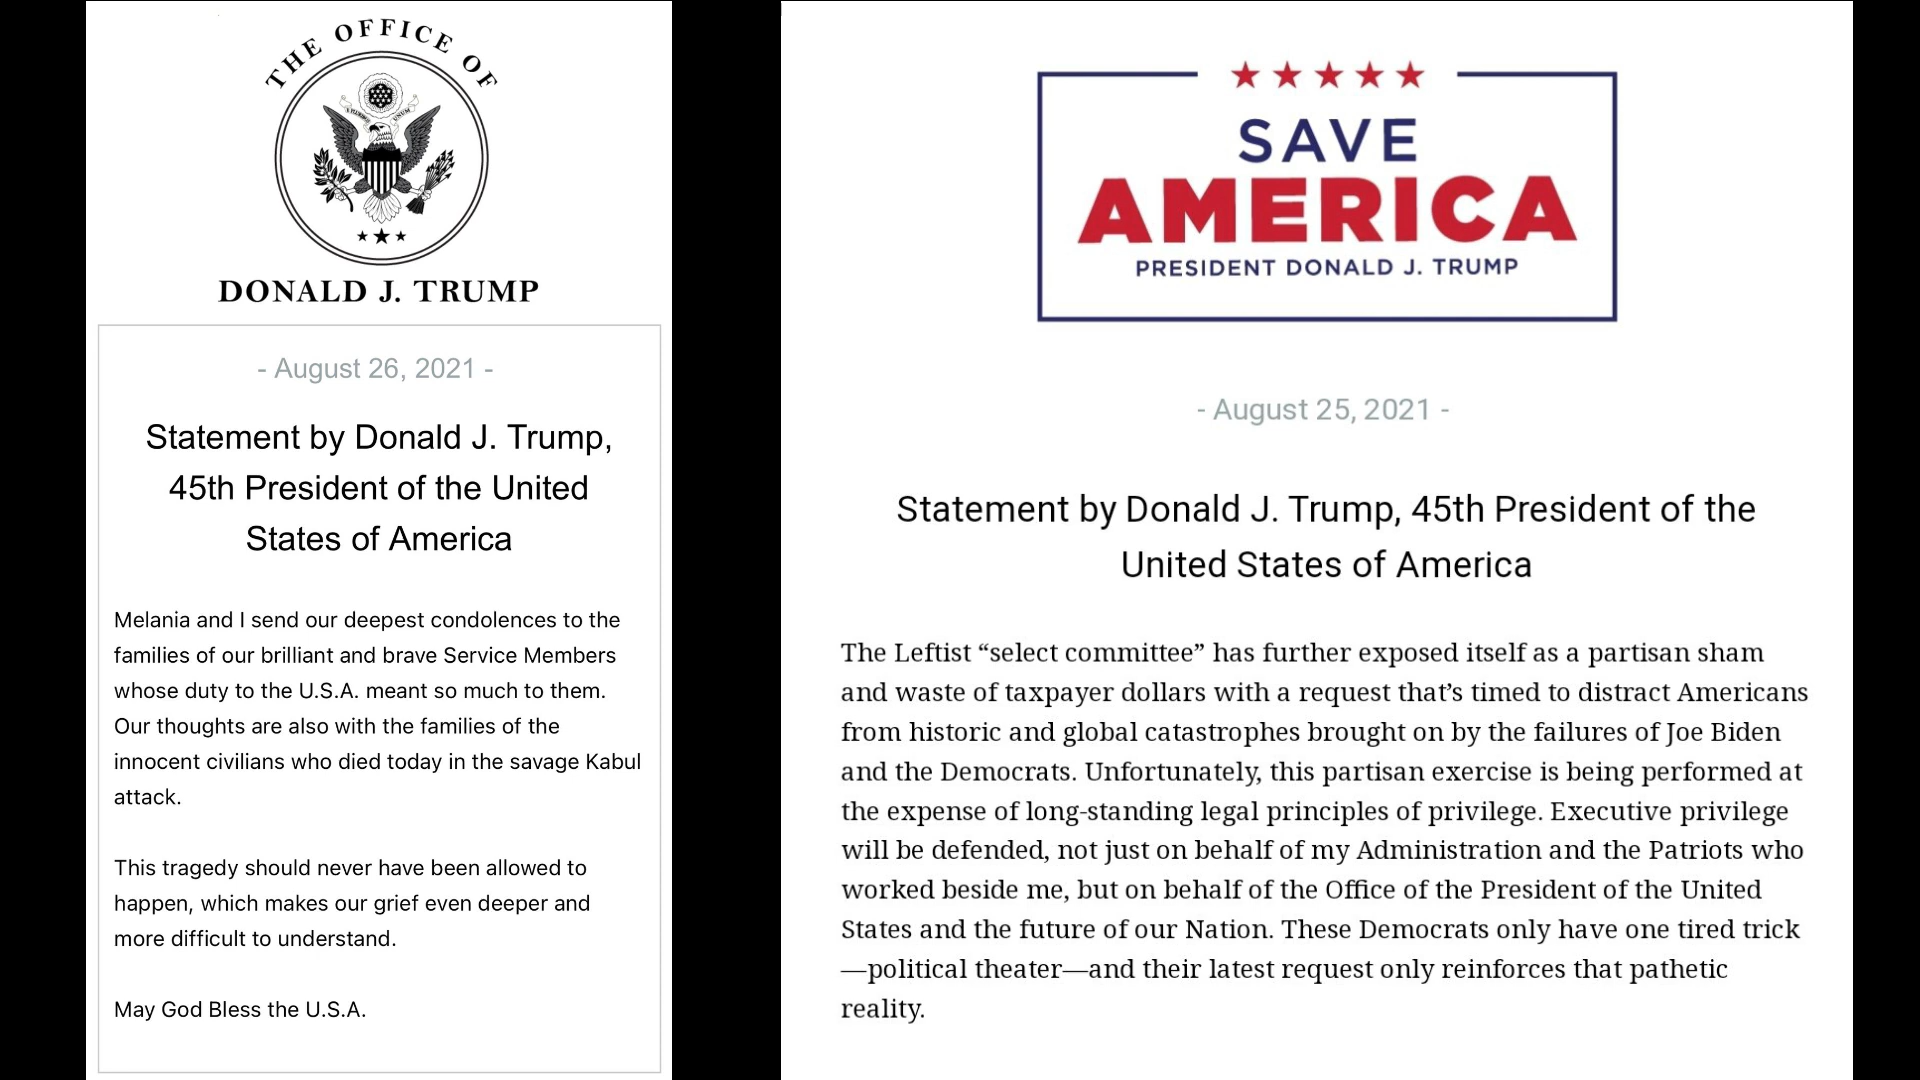 THE OFFICE OF
E PLURIBUS UNUM
DONALD J. TRUMP
- August 26, 2021 -
Statement by Donald J. Trump,
45th President of the United
States of America
Melania and I send our deepest condolences to the
families of our brilliant and brave Service Members
whose duty to the U.S.A. meant so much to them.
Our thoughts are also with the families of the
innocent civilians who died today in the savage Kabul
attack.
This tragedy should never have been allowed to
happen, which makes our grief even deeper and
more difficult to understand.
May God Bless the U.S.A.
SAVE
AMERICA
PRESIDENT DONALD J. TRUMP
- August 25, 2021 -
Statement by Donald J. Trump, 45th President of the
United States of America
The Leftist “select committee” has further exposed itself as a partisan sham
and waste of taxpayer dollars with a request that’s timed to distract Americans
from historic and global catastrophes brought on by the failures of Joe Biden
and the Democrats. Unfortunately, this partisan exercise is being performed at
the expense of long-standing legal principles of privilege. Executive privilege
will be defended, not just on behalf of my Administration and the Patriots who
worked beside me, but on behalf of the Office of the President of the United
States and the future of our Nation. These Democrats only have one tired trick
—political theater—and their latest request only reinforces that pathetic
reality.